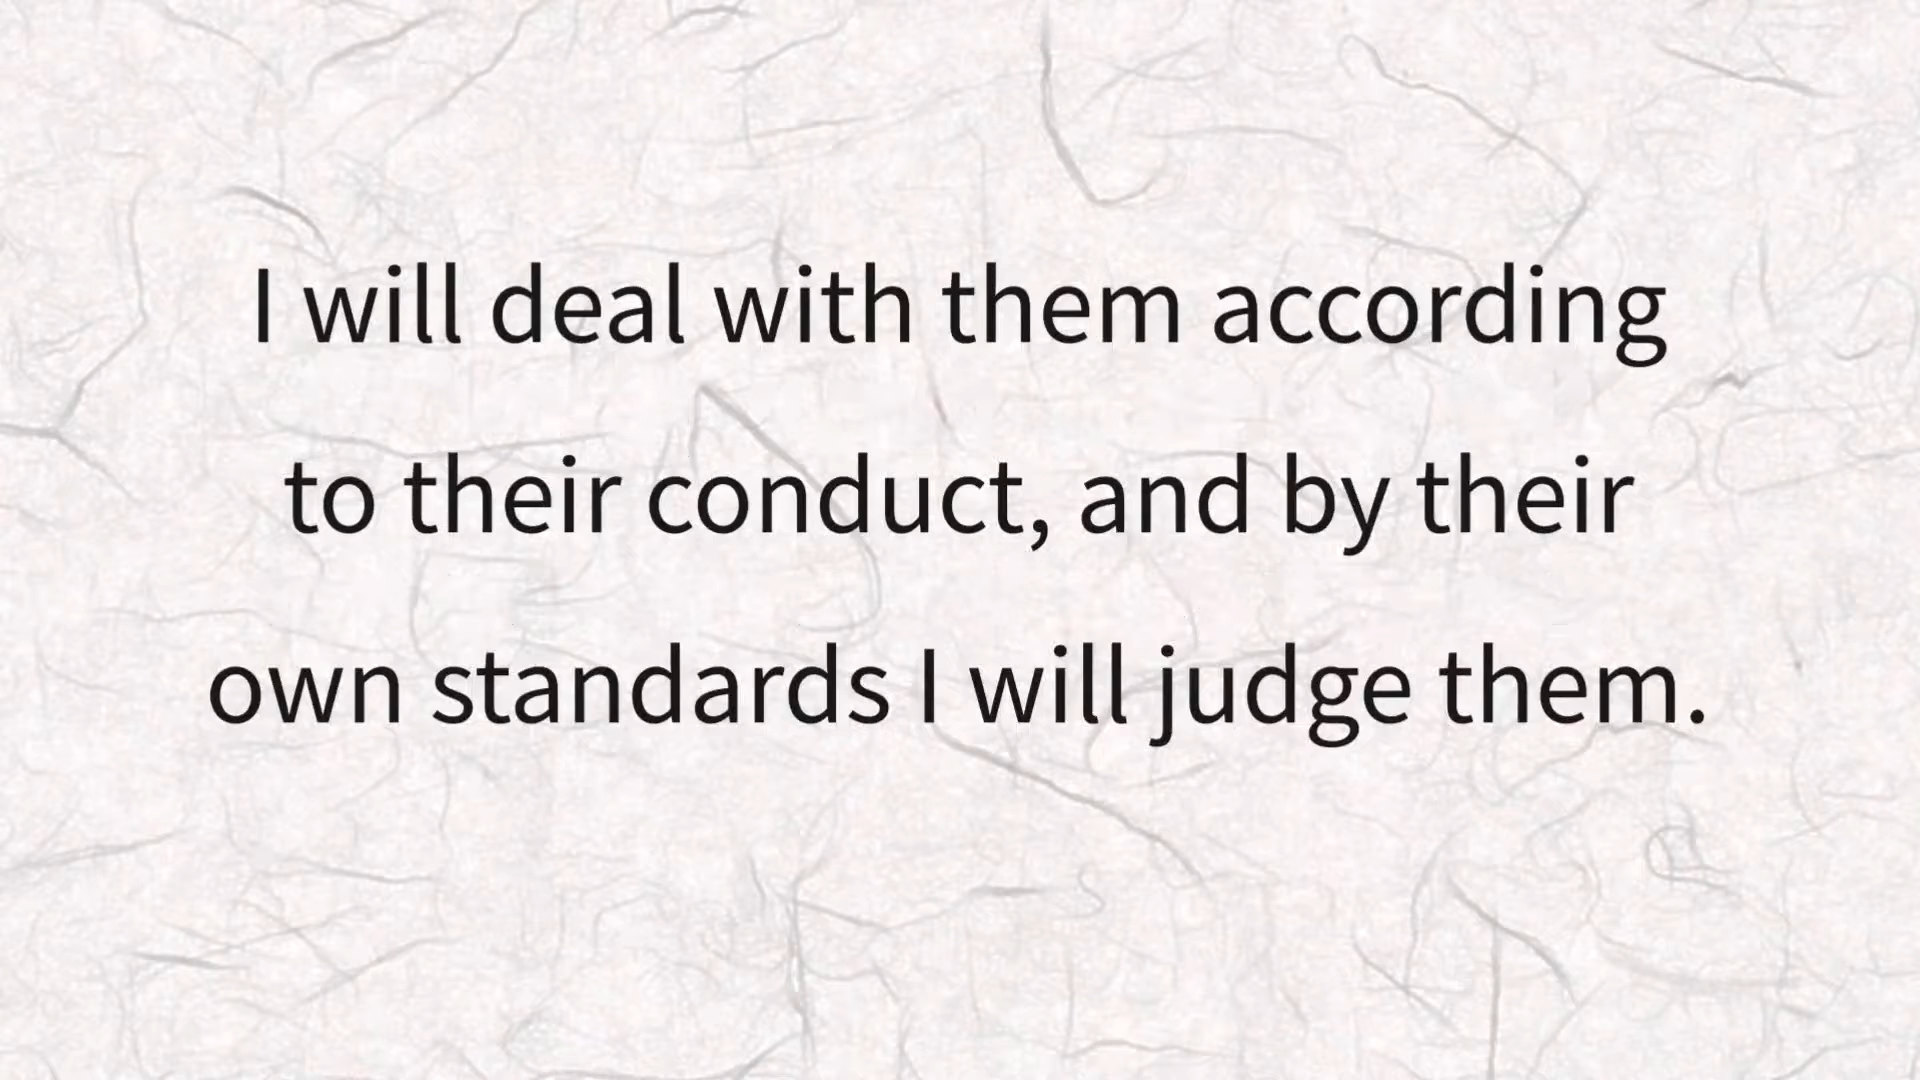 I will deal with them according
to their conduct, and by their
own standards I will judge them.